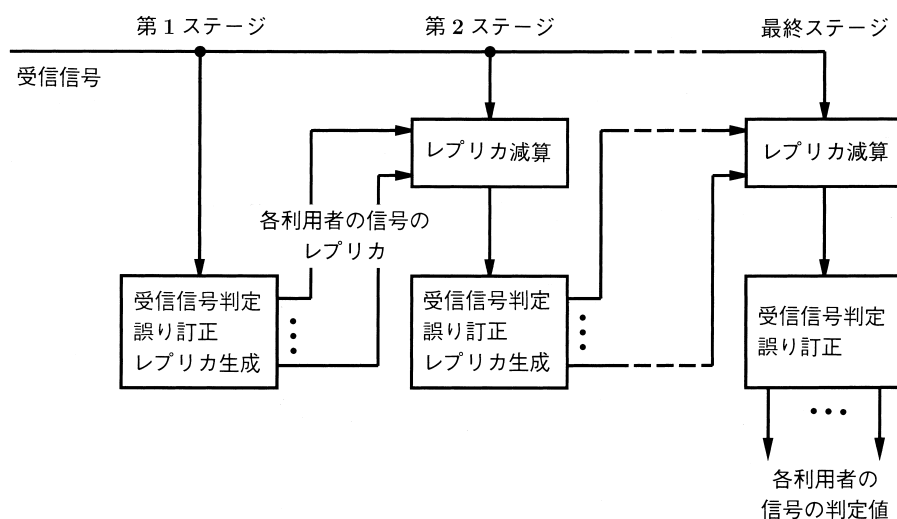 第1ステージ
第2ステージ
最終ステージ
受信信号
レプリカ減算
レプリカ減算
各利用者の信号の
レプリカ
受信信号判定
誤り訂正
レプリカ生成
受信信号判定
誤り訂正
レプリカ生成
受信信号判定
誤り訂正
各利用者の
信号の判定値